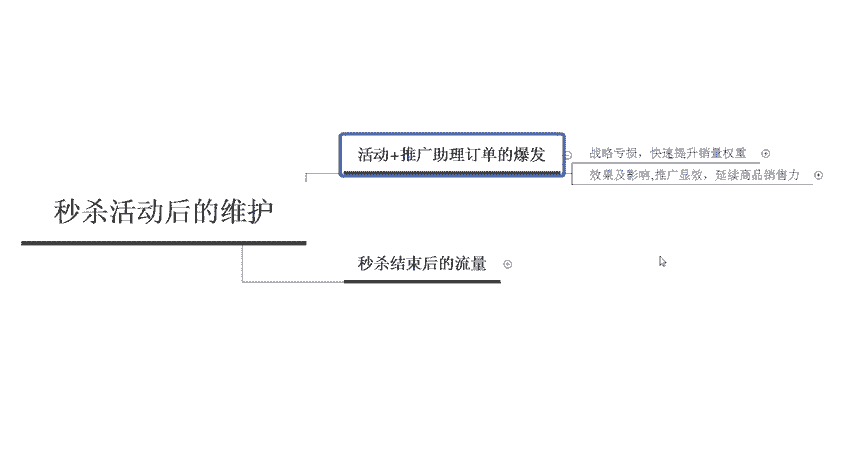 活动+推广助理订单的爆发
战略亏损，快速提升销量权重
效果及影响,推广显效，延续商品销售力
秒杀活动后的维护
秒杀结束后的流量